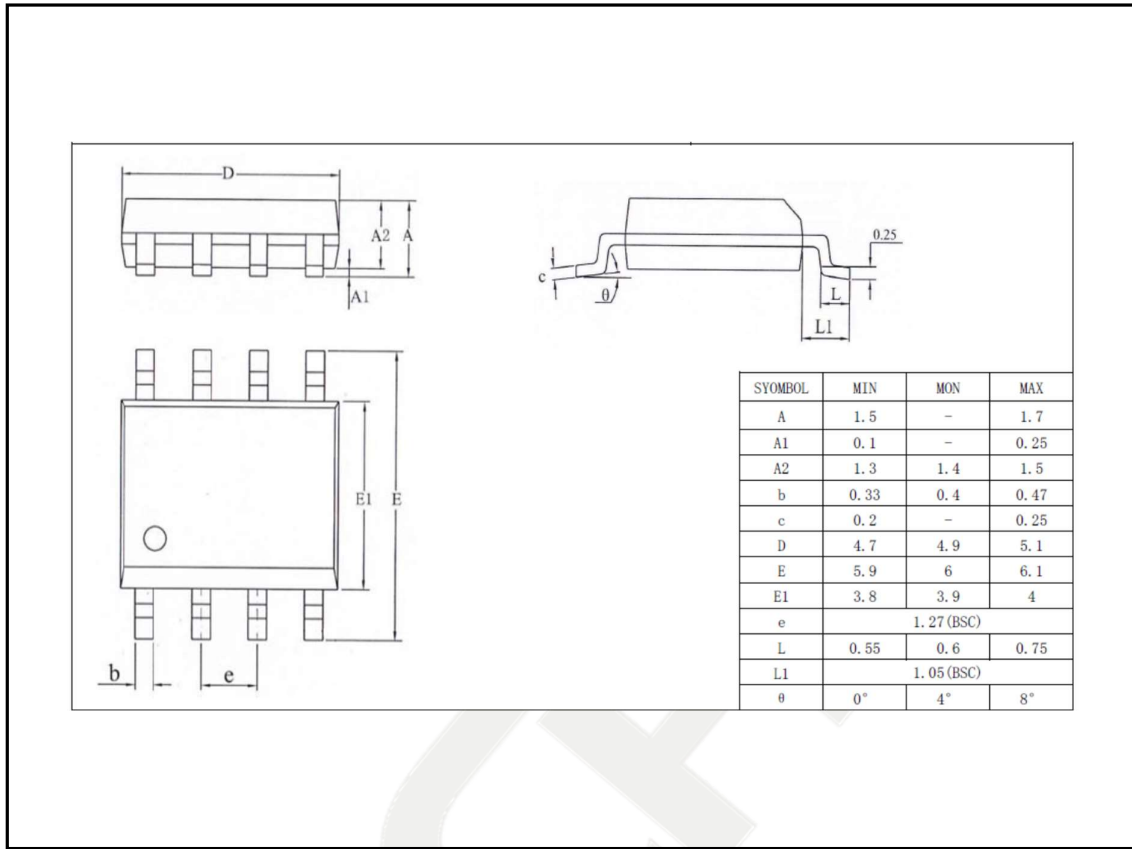 D
A2 A
A1
0.25
c
θ
L
L1
E1 E
b
e
SYOMBOL MIN MON MAX
A 1.5 - 1.7
A1 0.1 - 0.25
A2 1.3 1.4 1.5
b 0.33 0.4 0.47
c 0.2 - 0.25
D 4.7 4.9 5.1
E 5.9 6 6.1
E1 3.8 3.9 4
e 1.27(BSC)
L 0.55 0.6 0.75
L1 1.05(BSC)
θ 0° 4° 8°